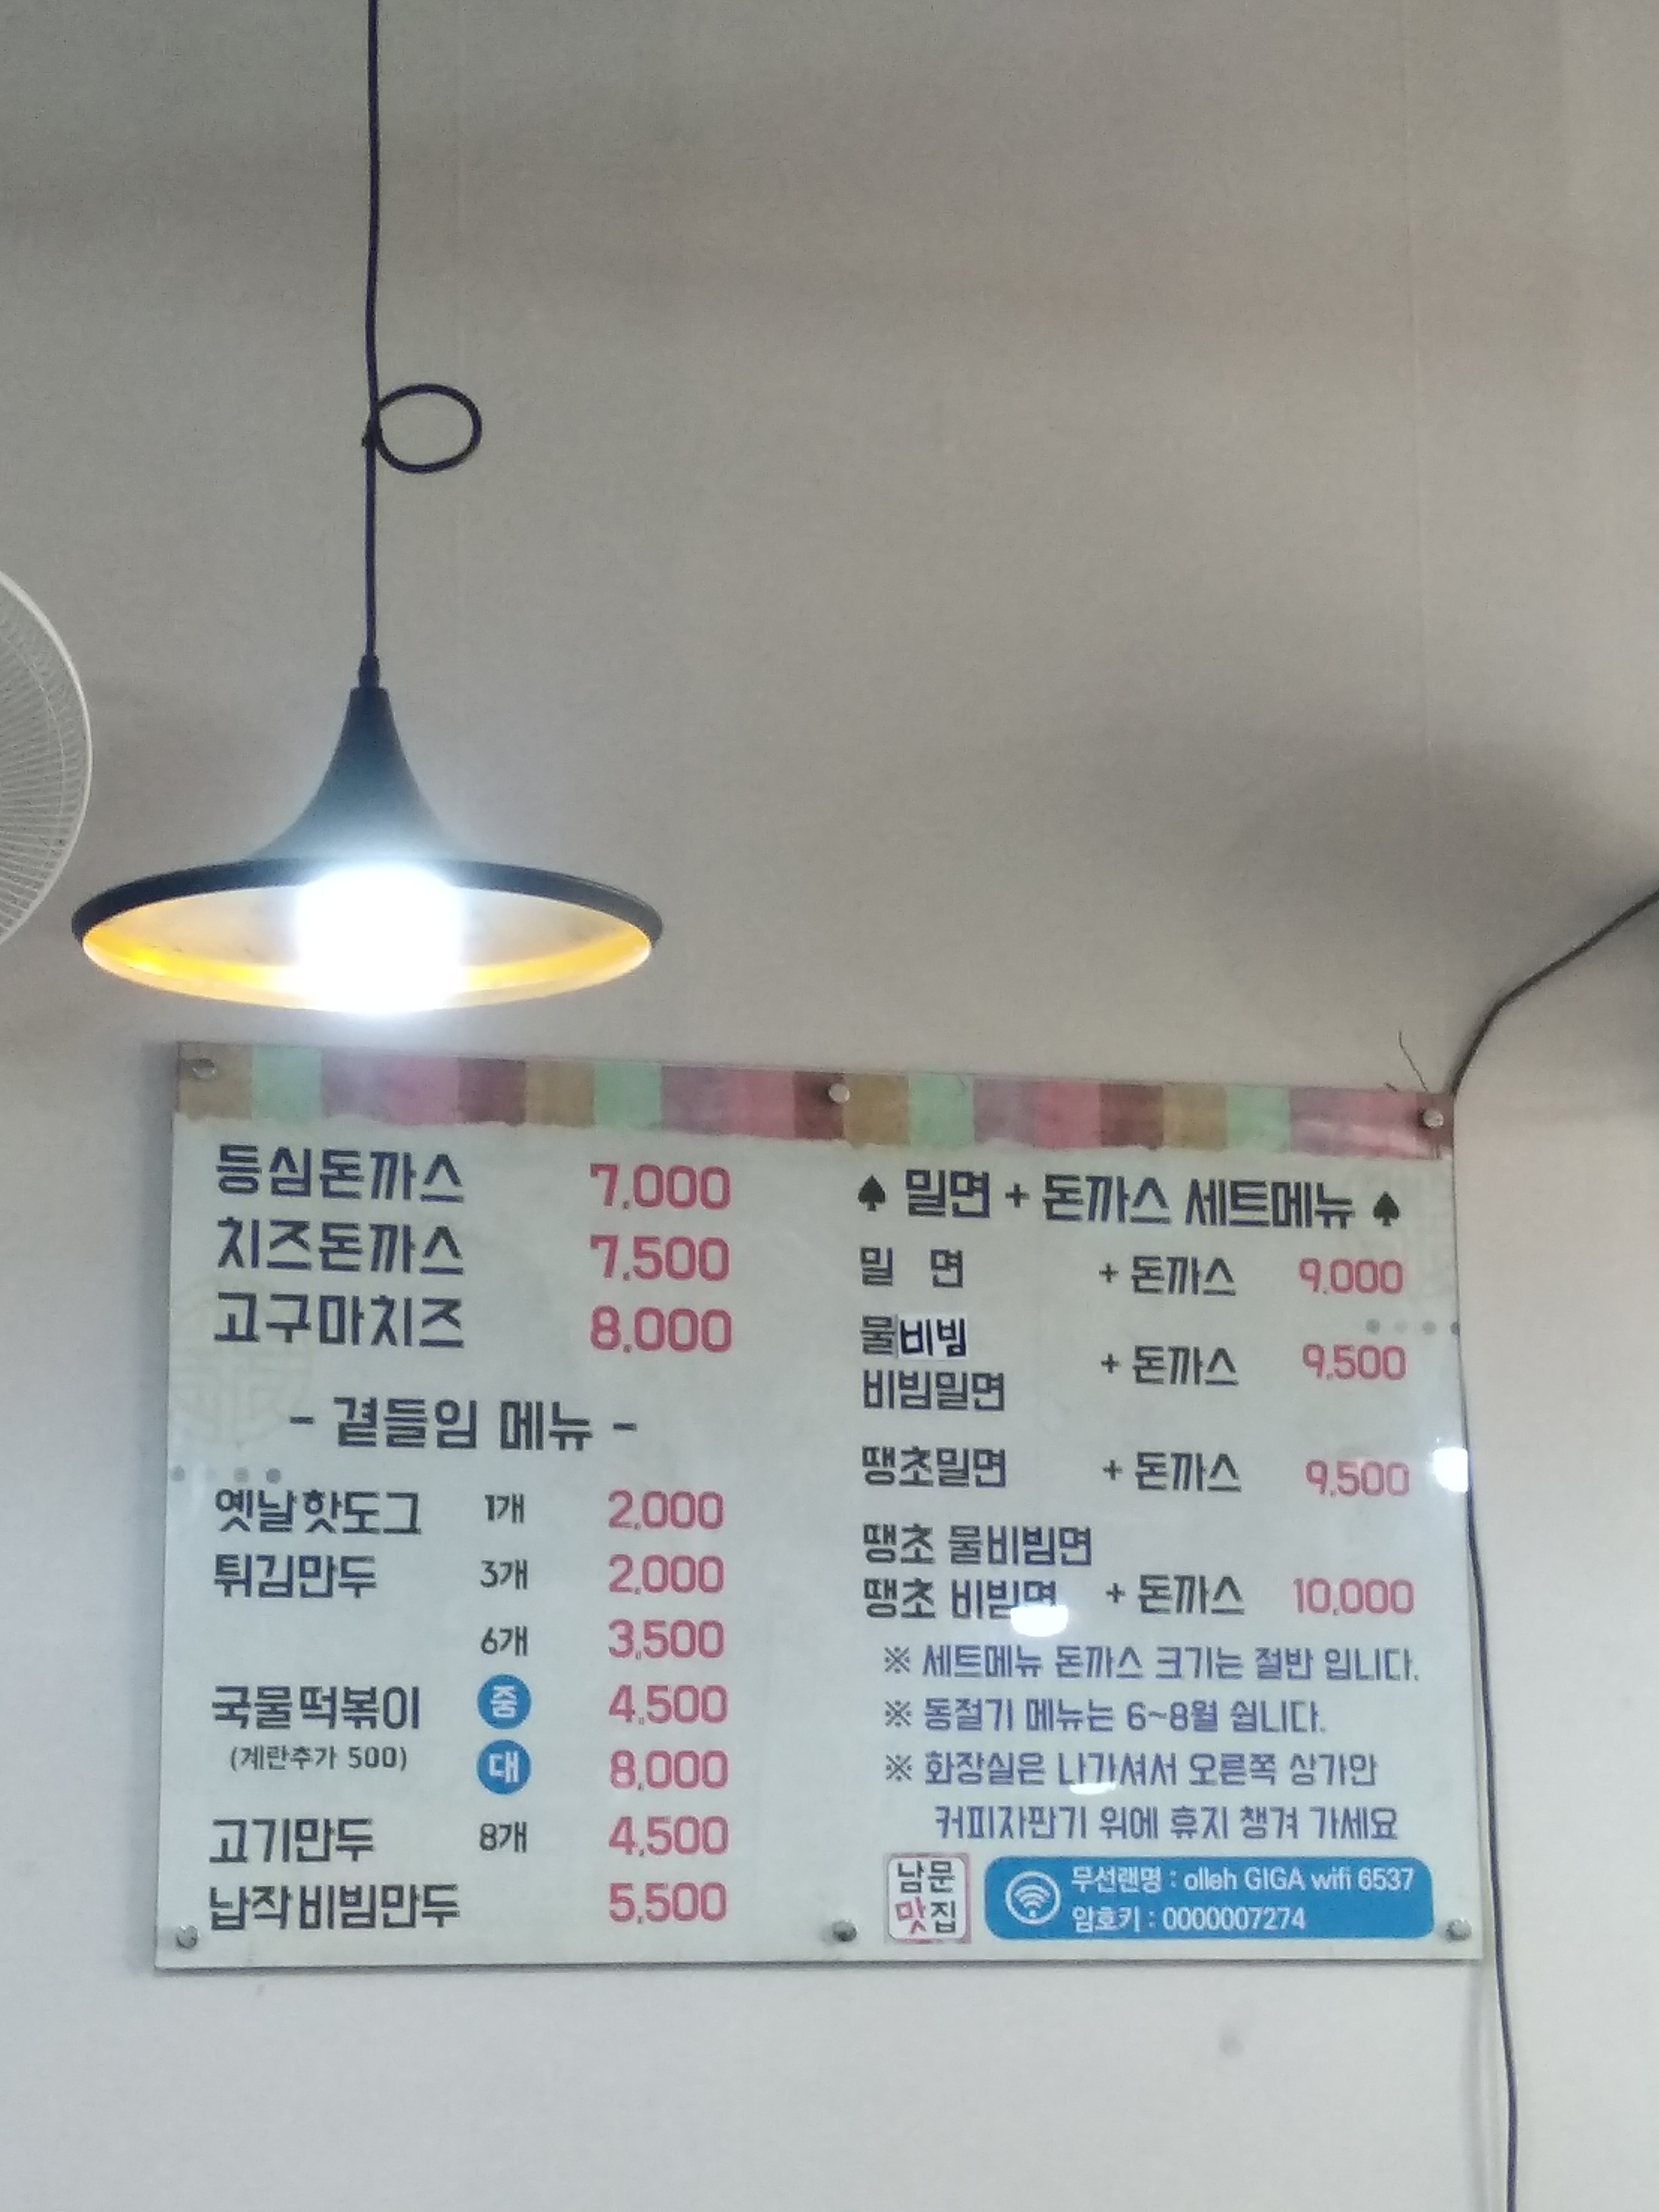 등심돈까스 7,000
치즈돈까스 7,500
고구마치즈 8,000
- 곁들임 메뉴 -
옛날핫도그 1개 2,000
튀김만두 3개 2,000
6개 3,500
국물떡볶이 중 4,500
(계란추가 500) 대 8,000
고기만두 8개 4,500
납작비빔만두 5,500
♠ 밀면 + 돈까스 세트메뉴 ♠
밀 면 + 돈까스 9,000
물비빔
비빔밀면 + 돈까스 9,500
땡초밀면 + 돈까스 9,500
땡초 물비빔면
땡초 비빔면 + 돈까스 10,000
※ 세트메뉴 돈까스 크기는 절반 입니다.
※ 동절기 메뉴는 6~8월 쉽니다.
※ 화장실은 나가셔서 오른쪽 상가안
커피자판기 위에 휴지 챙겨 가세요
남문
맛집
무선랜명 : olleh GIGA wifi 6537
암호키 : 0000007274